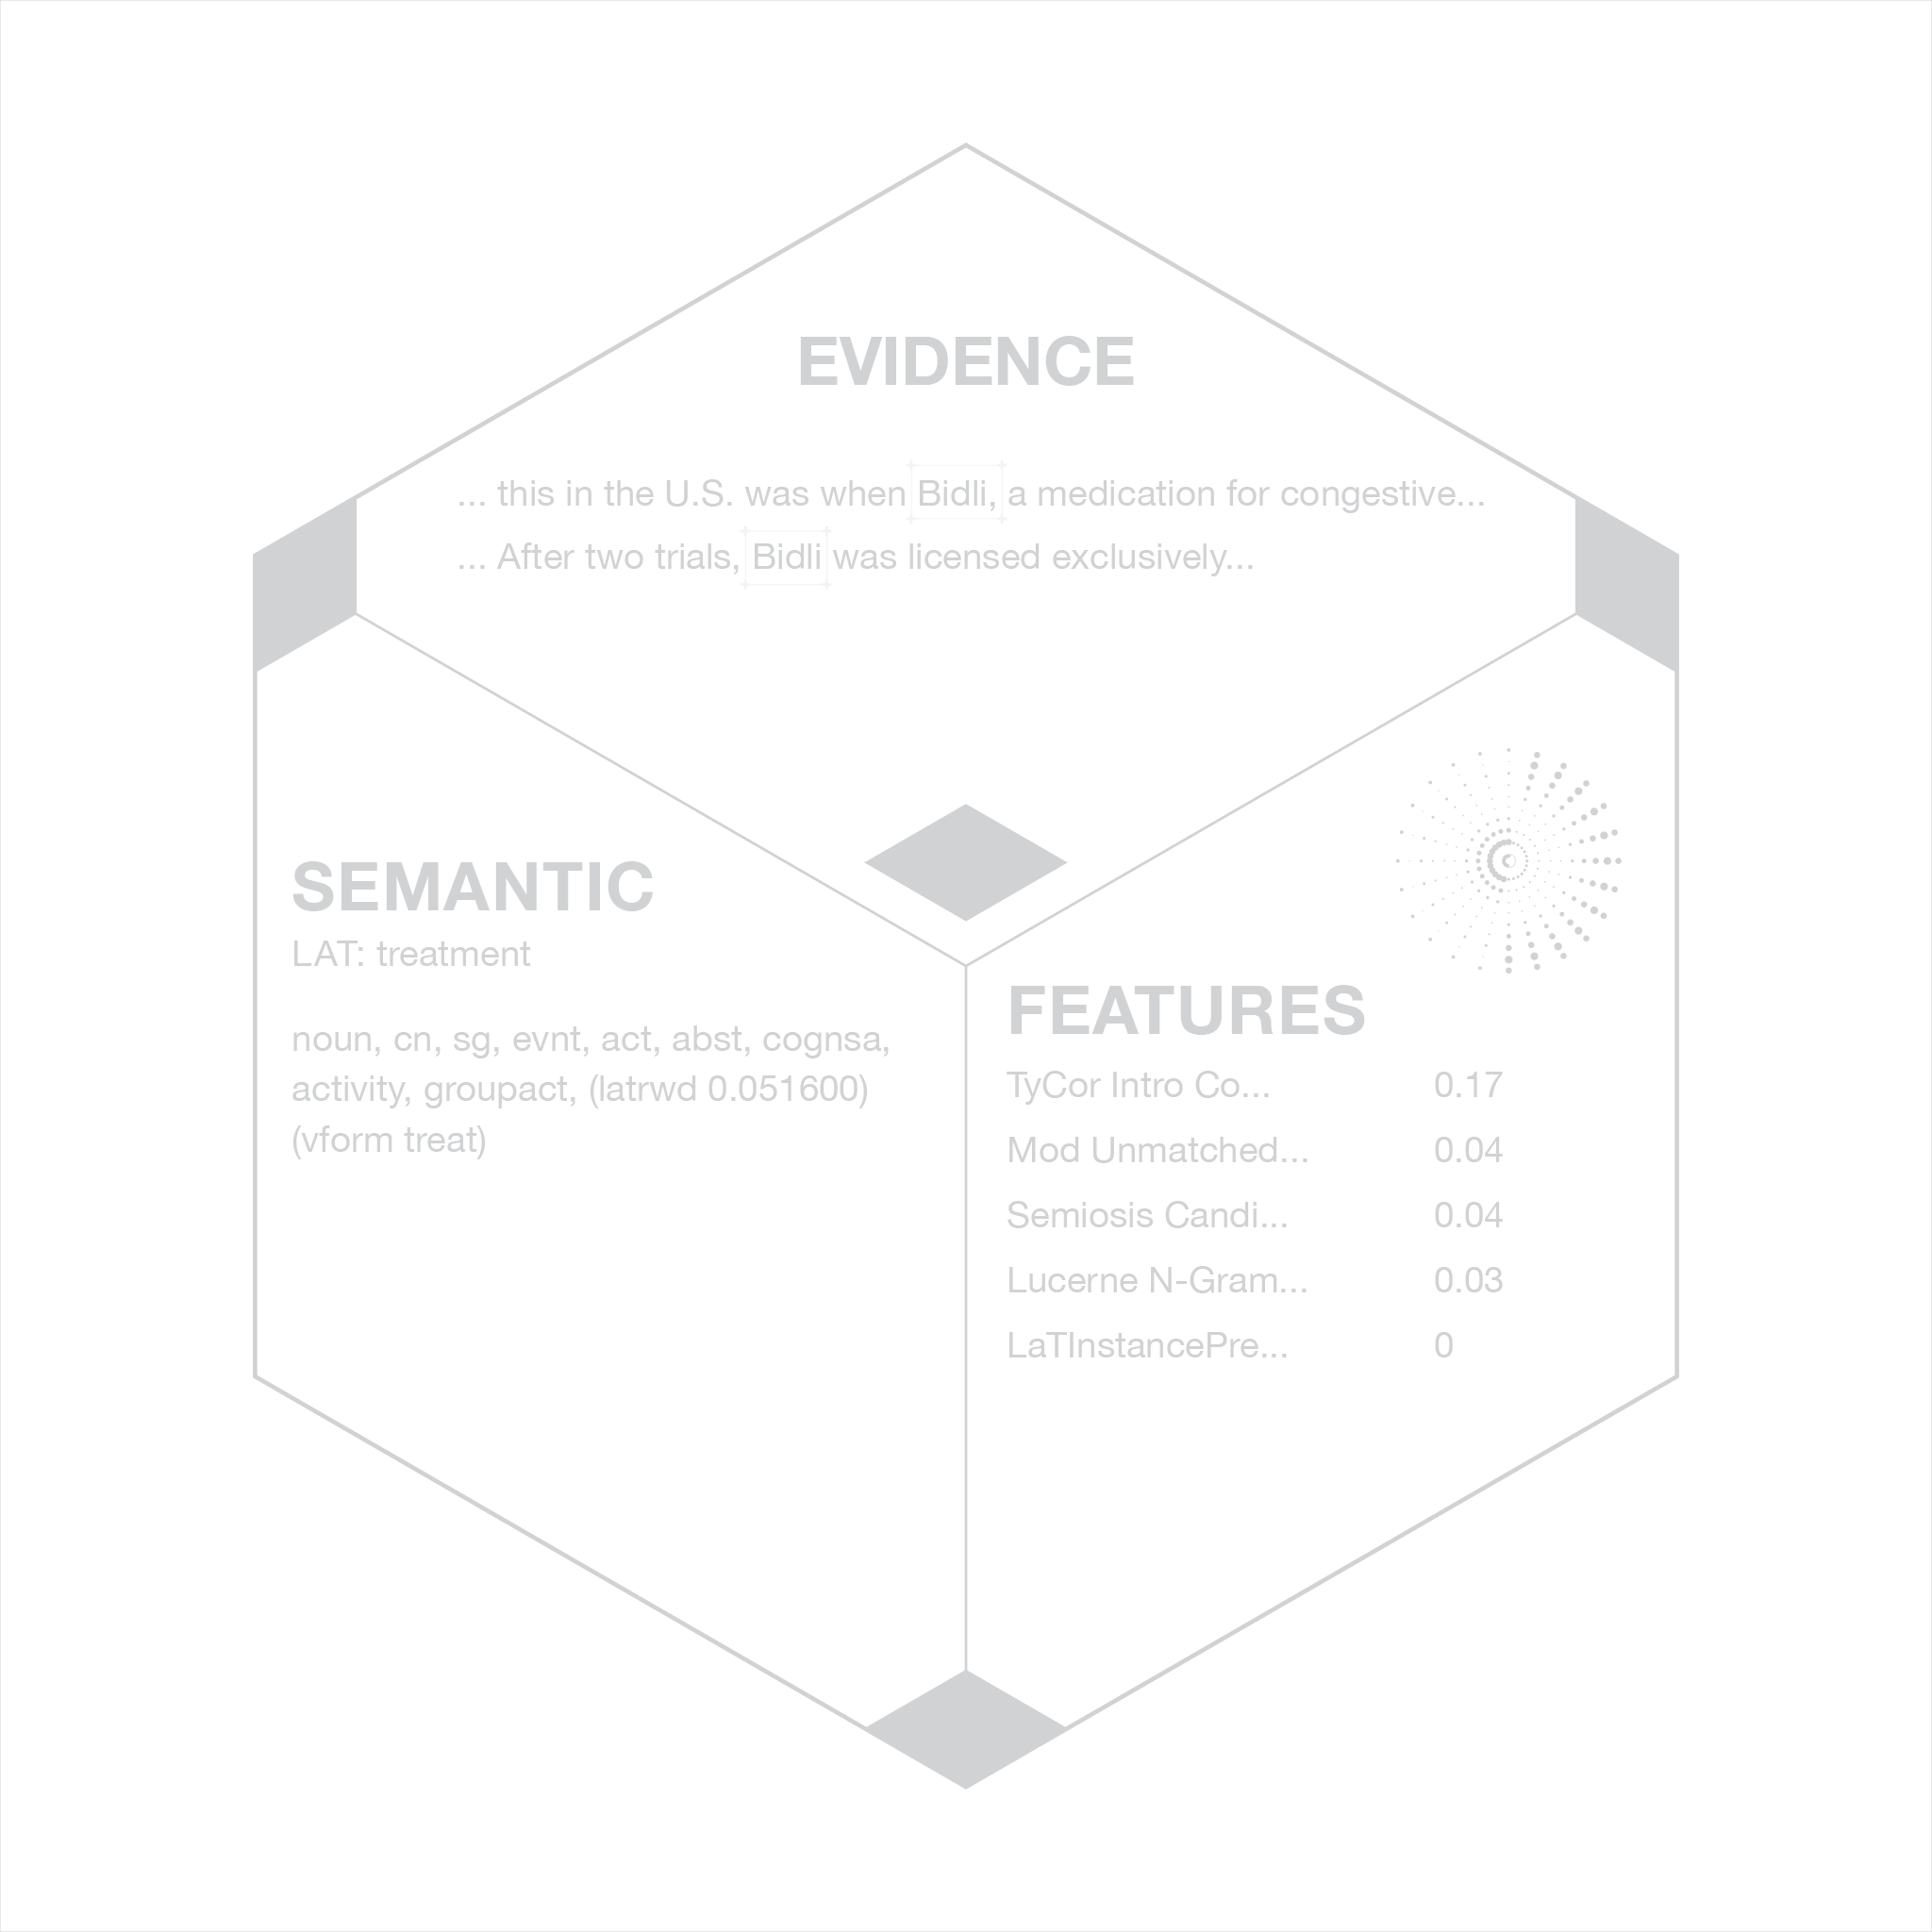 EVIDENCE
... this in the U.S. was when Bidli, a medication for congestive...
... After two trials, Bidli was licensed exclusively...
SEMANTIC
LAT: treatment
noun, cn, sg, evnt, act, abst, cognsa,
activity, groupact, (latrwd 0.051600)
(vform treat)
FEATURES
TyCor Intro Co... 0.17
Mod Unmatched... 0.04
Semiosis Candi... 0.04
Lucerne N-Gram... 0.03
LaTInstancePre... 0